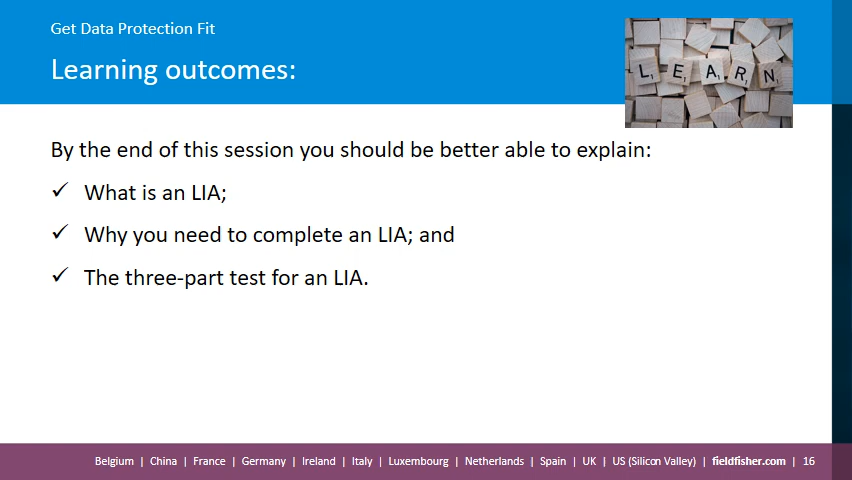 Get Data Protection Fit
Learning outcomes:
L E A R N
By the end of this session you should be better able to explain:
✓ What is an LIA;
✓ Why you need to complete an LIA; and
✓ The three-part test for an LIA.
Belgium | China | France | Germany | Ireland | Italy | Luxembourg | Netherlands | Spain | UK | US (Silicon Valley) | fieldfisher.com | 16